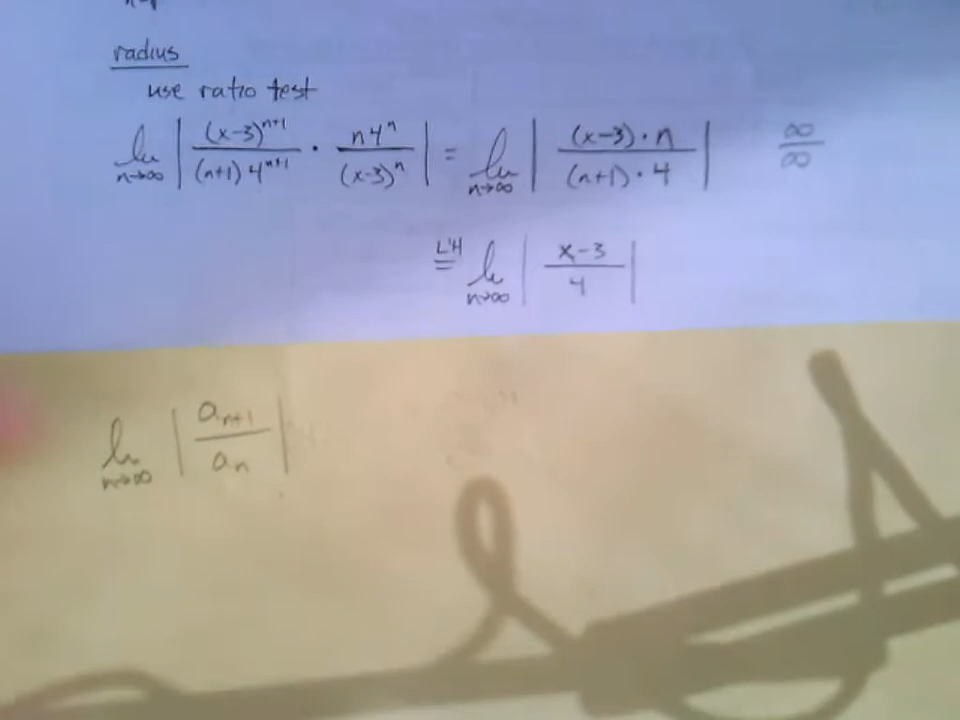 radius
use ratio test
lim n→∞ | (x-3)^{n+1} / (n+1) 4^{n+1} · n 4^n / (x-3)^n | = lim n→∞ | (x-3) · n / (n+1) · 4 | ∞/∞
L'H = lim n→∞ | x-3 / 4 |
lim n→∞ | a_{n+1} / a_n |